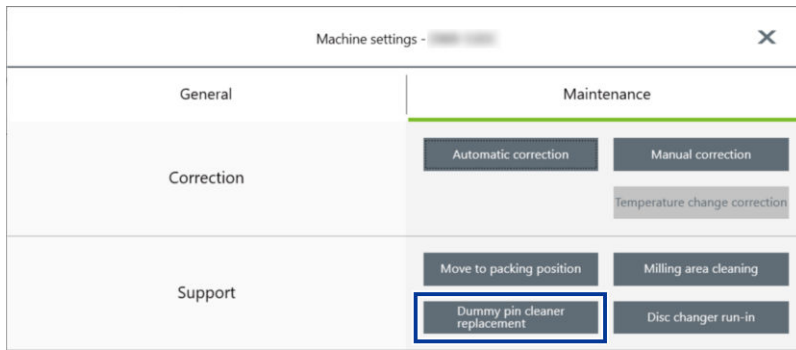 Machine settings -
General
Maintenance
Correction
Automatic correction
Manual correction
Temperature change correction
Support
Move to packing position
Milling area cleaning
Dummy pin cleaner
replacement
Disc changer run-in